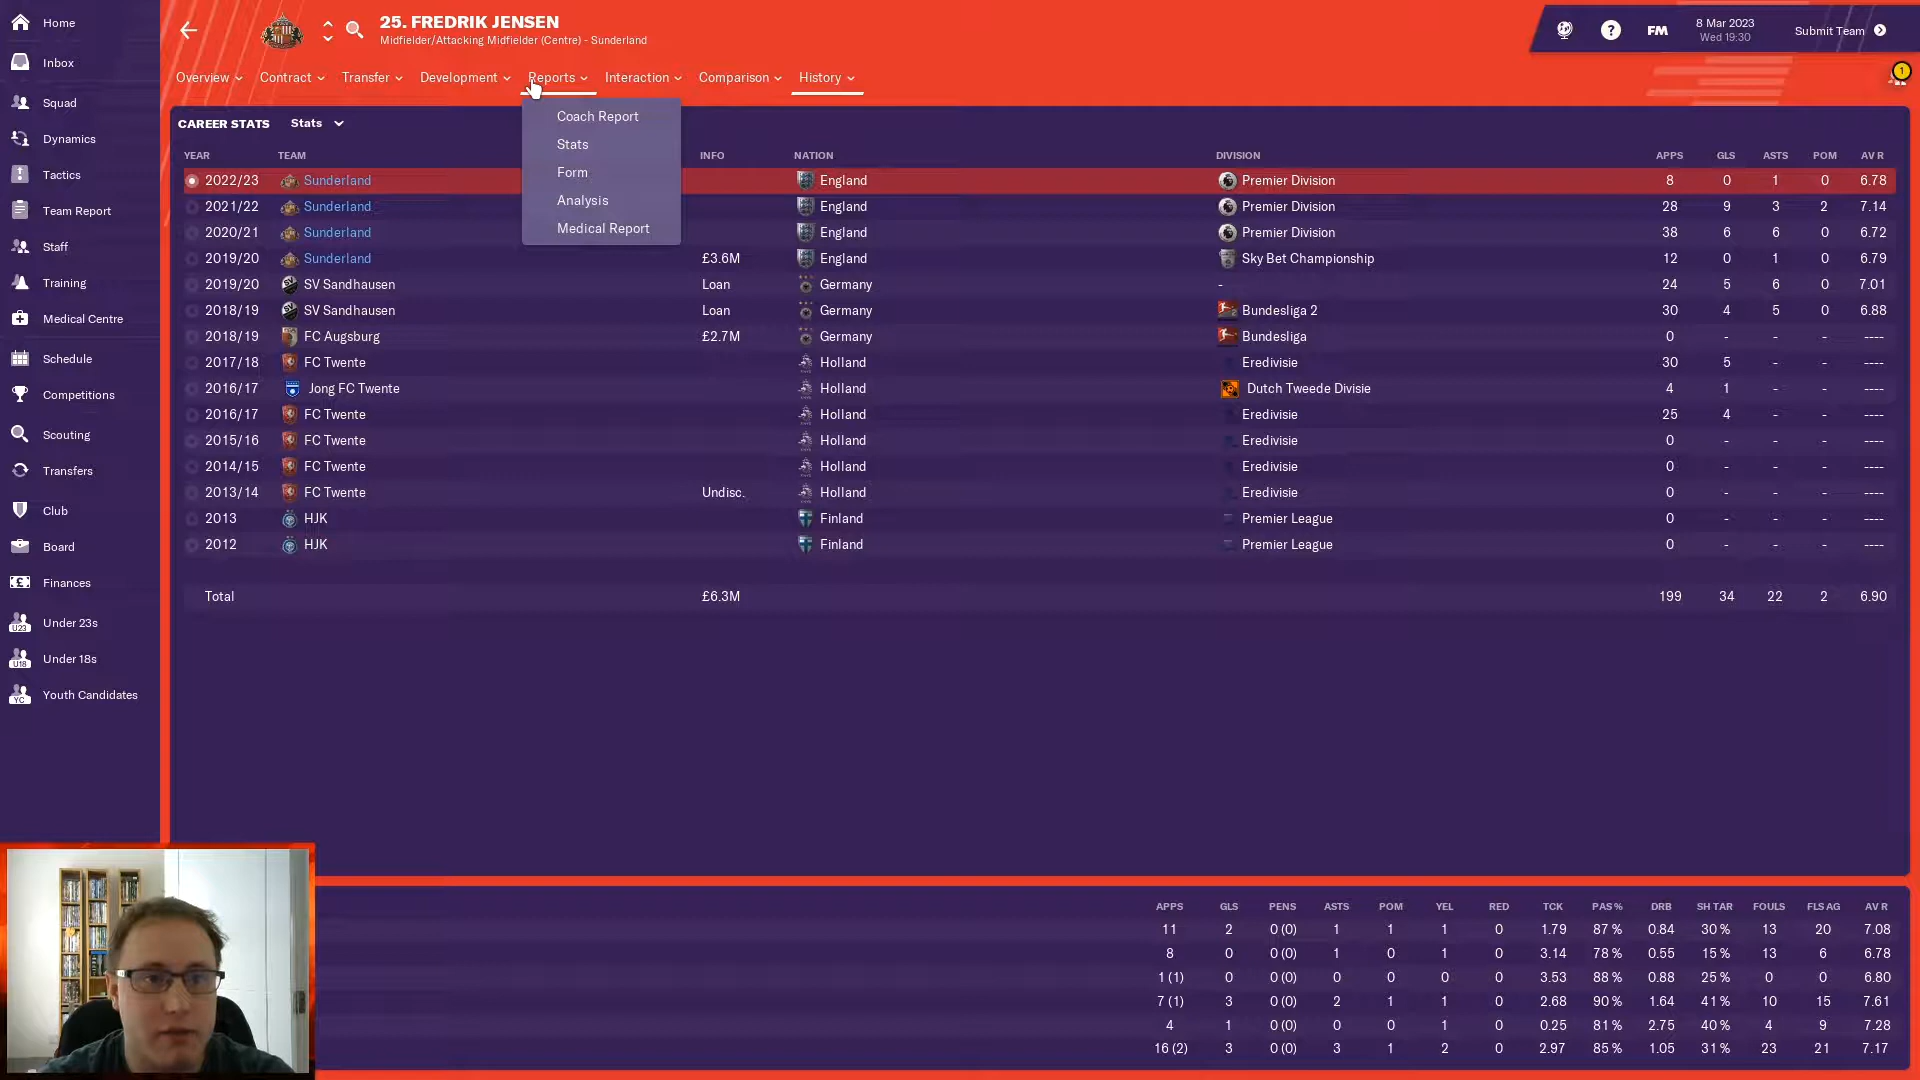 Home
Inbox
Squad
Dynamics
Tactics
Team Report
Staff
Training
Medical Centre
Schedule
Competitions
Scouting
Transfers
Club
Board
Finances
U23 Under 23s
U18 Under 18s
YC Youth Candidates
25. FREDRIK JENSEN
Midfielder/Attacking Midfielder (Centre) - Sunderland
FM
8 Mar 2023
Wed 19:30
Submit Team
1
Overview Contract Transfer Development Reports Interaction Comparison History
Coach Report
Stats
Form
Analysis
Medical Report
CAREER STATS Stats
YEAR TEAM INFO NATION DIVISION APPS GLS ASTS POM AV R
2022/23 Sunderland England Premier Division 8 0 1 0 6.78
2021/22 Sunderland England Premier Division 28 9 3 2 7.14
2020/21 Sunderland England Premier Division 38 6 6 0 6.72
2019/20 Sunderland £3.6M England Sky Bet Championship 12 0 1 0 6.79
2019/20 SV Sandhausen Loan Germany - 24 5 6 0 7.01
2018/19 SV Sandhausen Loan Germany Bundesliga 2 30 4 5 0 6.88
2018/19 FC Augsburg £2.7M Germany Bundesliga 0 - - - ----
2017/18 FC Twente Holland Eredivisie 30 5 - - ----
2016/17 Jong FC Twente Holland Dutch Tweede Divisie 4 1 - - ----
2016/17 FC Twente Holland Eredivisie 25 4 - - ----
2015/16 FC Twente Holland Eredivisie 0 - - - ----
2014/15 FC Twente Holland Eredivisie 0 - - - ----
2013/14 FC Twente Undisc. Holland Eredivisie 0 - - - ----
2013 HJK Finland Premier League 0 - - - ----
2012 HJK Finland Premier League 0 - - - ----
Total £6.3M 199 34 22 2 6.90
APPS GLS PENS ASTS POM YEL RED TCK PAS % DRB SH TAR FOULS FLS AG AV R
11 2 0 (0) 1 1 1 0 1.79 87 % 0.84 30 % 13 20 7.08
8 0 0 (0) 1 0 1 0 3.14 78 % 0.55 15 % 13 6 6.78
1 (1) 0 0 (0) 0 0 0 0 3.53 88 % 0.88 25 % 0 0 6.80
7 (1) 3 0 (0) 2 1 1 0 2.68 90 % 1.64 41 % 10 15 7.61
4 1 0 (0) 0 0 1 0 0.25 81 % 2.75 40 % 4 9 7.28
16 (2) 3 0 (0) 3 1 2 0 2.97 85 % 1.05 31 % 23 21 7.17